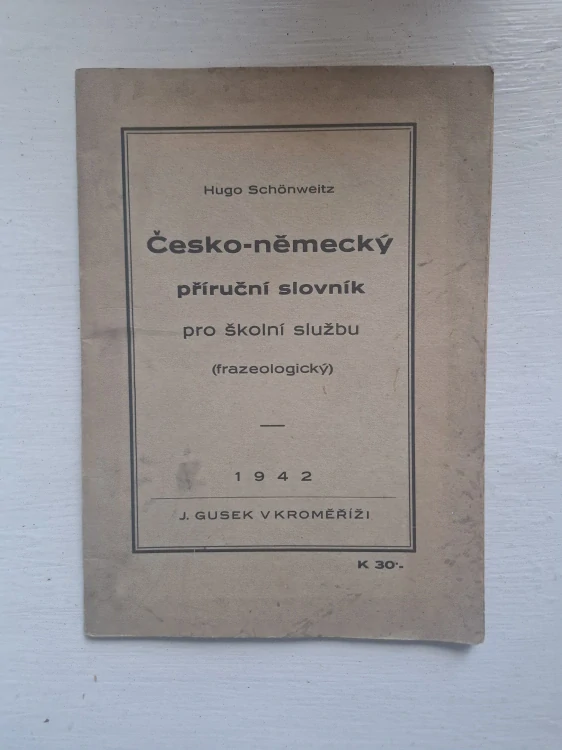 Hugo Schönweitz
Česko-německý
příruční slovník
pro školní službu
(frazeologický)
—
1942
J. GUSEK V KROMĚŘÍŽI
K 30·-